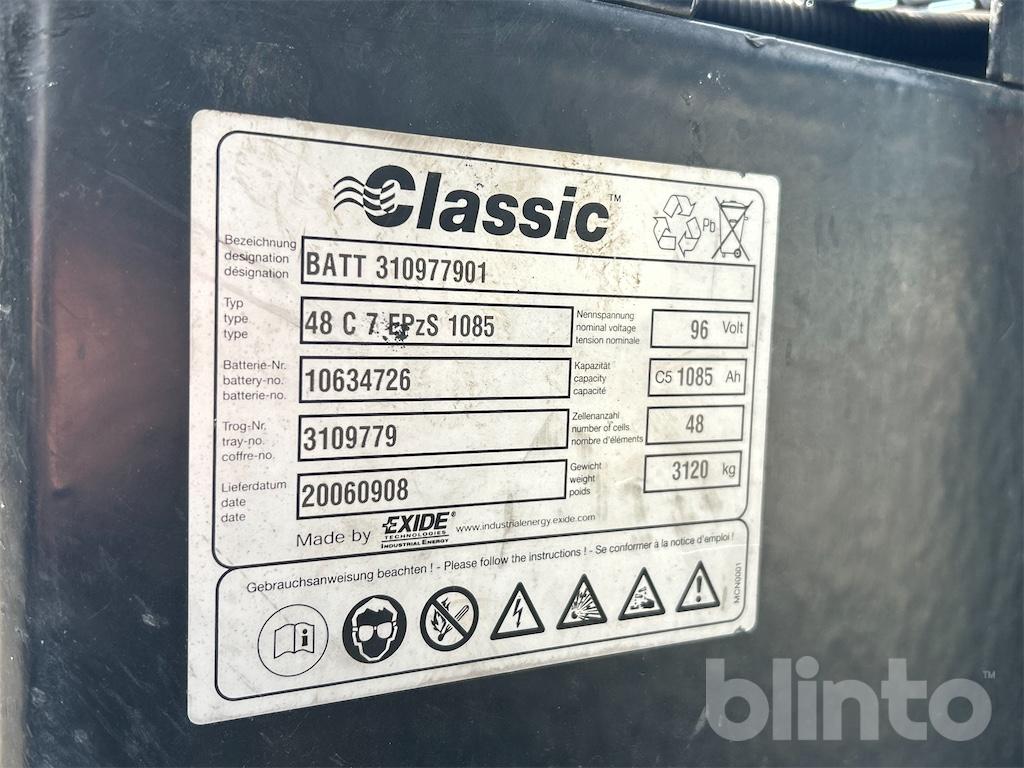 Classic™
Pb
Bezeichnung
designation
désignation
BATT 310977901
Typ
type
type
48 C 7 EPzS 1085
Nennspannung
nominal voltage
tension nominale
96 Volt
Batterie-Nr.
battery-no.
batterie-no.
10634726
Kapazität
capacity
capacité
C5 1085 Ah
Trog-Nr.
tray-no.
coffre-no.
3109779
Zellenanzahl
number of cells
nombre d'éléments
48
Lieferdatum
date
date
20060908
Gewicht
weight
poids
3120 kg
Made by EXIDE® www.industrialenergy.exide.com
TECHNOLOGIES
INDUSTRIAL ENERGY
Gebrauchsanweisung beachten ! - Please follow the instructions ! - Se conformer à la notice d'emploi !
MCN0001
blinto™